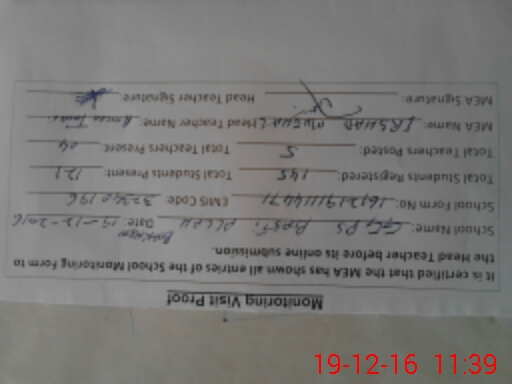 Monitoring Visit Proof
It is certified that the MEA has shown all entries of the School Monitoring Form to
the Head Teacher before its online submission.
School Name: GGPS Basti Date 19-12-2016
School Form No: EMIS Code:
Total Students Registered: 145 Total Students Present: 121
Total Teachers Posted: 5 Total Teachers Present: 04
MEA Name: IRSHAD Head Teacher Name:
MEA Signature: Head Teacher Signature:
19-12-16 11:39